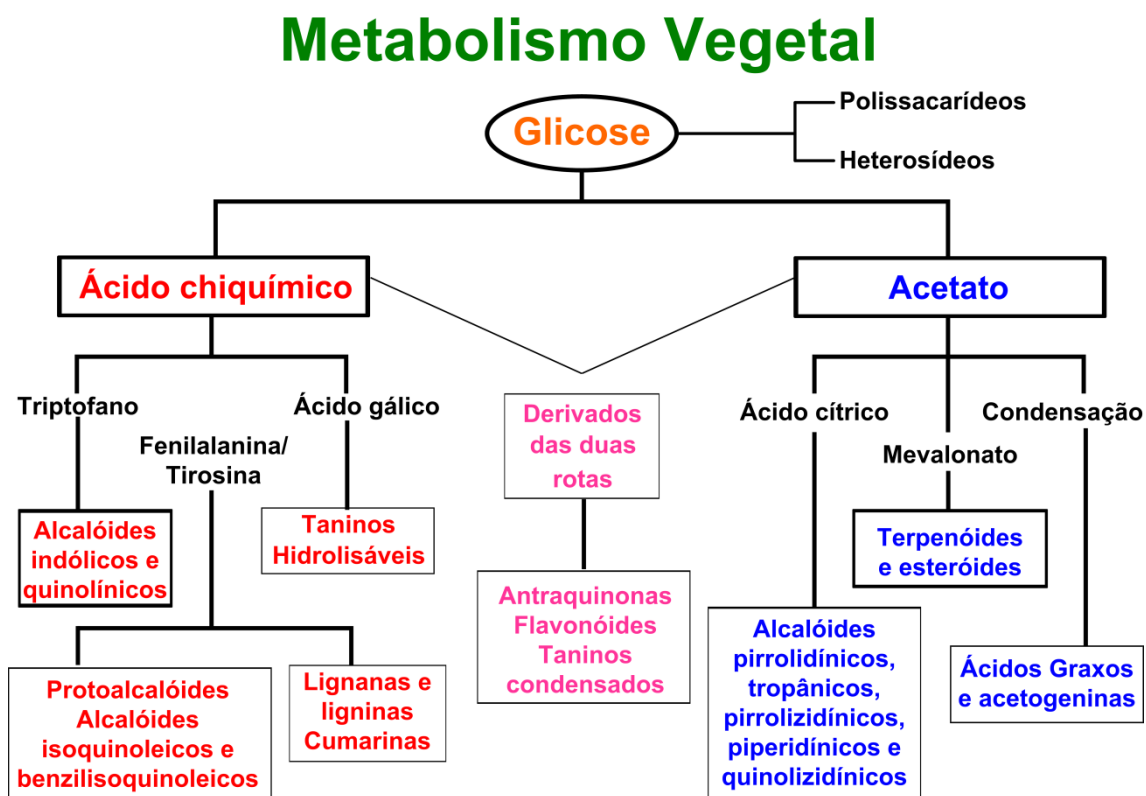 Metabolismo Vegetal
Glicose
Polissacarídeos
Heterosídeos
Ácido chiquímico
Acetato
Triptofano
Fenilalanina/
Tirosina
Ácido gálico
Alcalóides
indólicos e
quinolínicos
Taninos
Hidrolisáveis
Protoalcalóides
Alcalóides
isoquinoleicos e
benzilisoquinoleicos
Lignanas e
ligninas
Cumarinas
Derivados
das duas
rotas
Antraquinonas
Flavonóides
Taninos
condensados
Ácido cítrico
Mevalonato
Condensação
Alcalóides
pirrolidínicos,
tropânicos,
pirrolizidínicos,
piperidínicos e
quinolizidínicos
Terpenóides
e esteróides
Ácidos Graxos
e acetogeninas